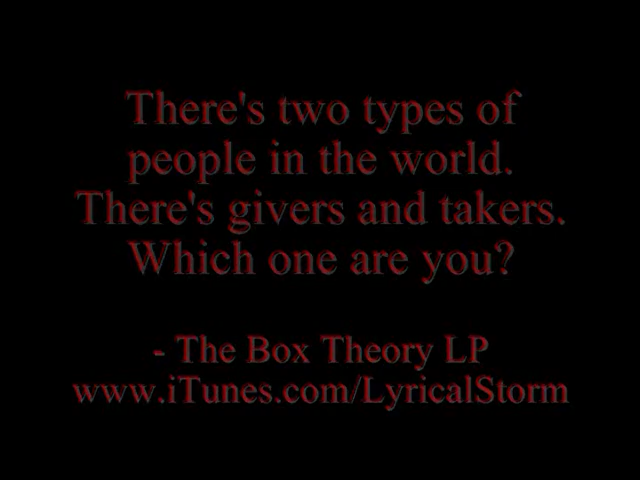 There's two types of
people in the world.
There's givers and takers.
Which one are you?
- The Box Theory LP
www.iTunes.com/LyricalStorm